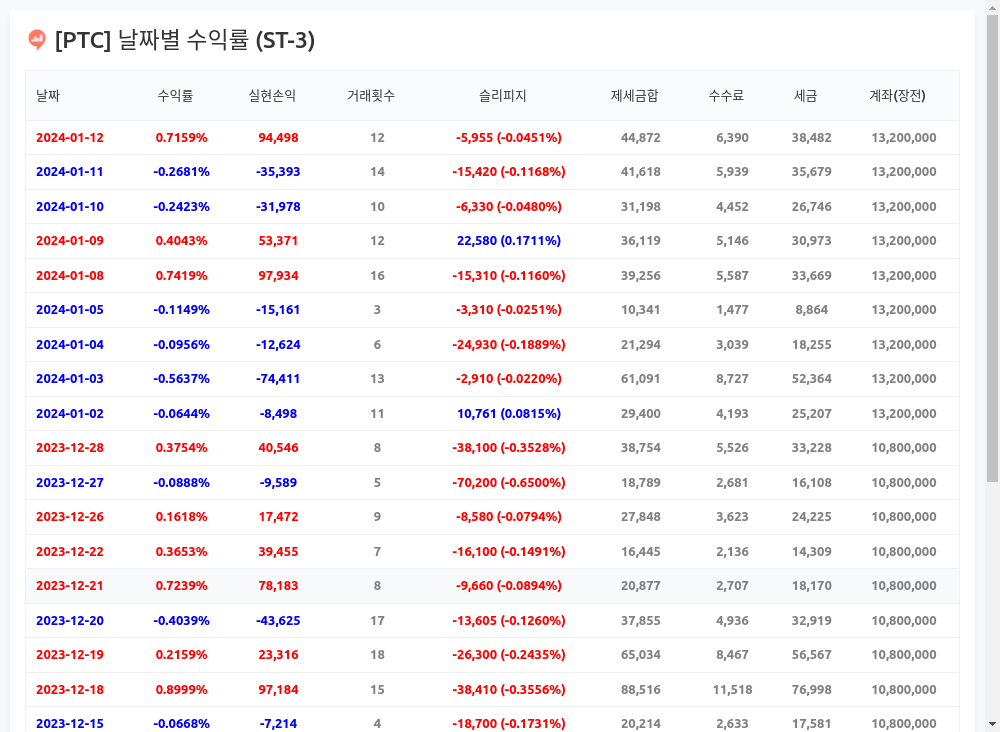 [PTC] 날짜별 수익률 (ST-3)
날짜 수익률 실현손익 거래횟수 슬리피지 제세금합 수수료 세금 계좌(장전)
2024-01-12 0.7159% 94,498 12 -5,955 (-0.0451%) 44,872 6,390 38,482 13,200,000
2024-01-11 -0.2681% -35,393 14 -15,420 (-0.1168%) 41,618 5,939 35,679 13,200,000
2024-01-10 -0.2423% -31,978 10 -6,330 (-0.0480%) 31,198 4,452 26,746 13,200,000
2024-01-09 0.4043% 53,371 12 22,580 (0.1711%) 36,119 5,146 30,973 13,200,000
2024-01-08 0.7419% 97,934 16 -15,310 (-0.1160%) 39,256 5,587 33,669 13,200,000
2024-01-05 -0.1149% -15,161 3 -3,310 (-0.0251%) 10,341 1,477 8,864 13,200,000
2024-01-04 -0.0956% -12,624 6 -24,930 (-0.1889%) 21,294 3,039 18,255 13,200,000
2024-01-03 -0.5637% -74,411 13 -2,910 (-0.0220%) 61,091 8,727 52,364 13,200,000
2024-01-02 -0.0644% -8,498 11 10,761 (0.0815%) 29,400 4,193 25,207 13,200,000
2023-12-28 0.3754% 40,546 8 -38,100 (-0.3528%) 38,754 5,526 33,228 10,800,000
2023-12-27 -0.0888% -9,589 5 -70,200 (-0.6500%) 18,789 2,681 16,108 10,800,000
2023-12-26 0.1618% 17,472 9 -8,580 (-0.0794%) 27,848 3,623 24,225 10,800,000
2023-12-22 0.3653% 39,455 7 -16,100 (-0.1491%) 16,445 2,136 14,309 10,800,000
2023-12-21 0.7239% 78,183 8 -9,660 (-0.0894%) 20,877 2,707 18,170 10,800,000
2023-12-20 -0.4039% -43,625 17 -13,605 (-0.1260%) 37,855 4,936 32,919 10,800,000
2023-12-19 0.2159% 23,316 18 -26,300 (-0.2435%) 65,034 8,467 56,567 10,800,000
2023-12-18 0.8999% 97,184 15 -38,410 (-0.3556%) 88,516 11,518 76,998 10,800,000
2023-12-15 -0.0668% -7,214 4 -18,700 (-0.1731%) 20,214 2,633 17,581 10,800,000